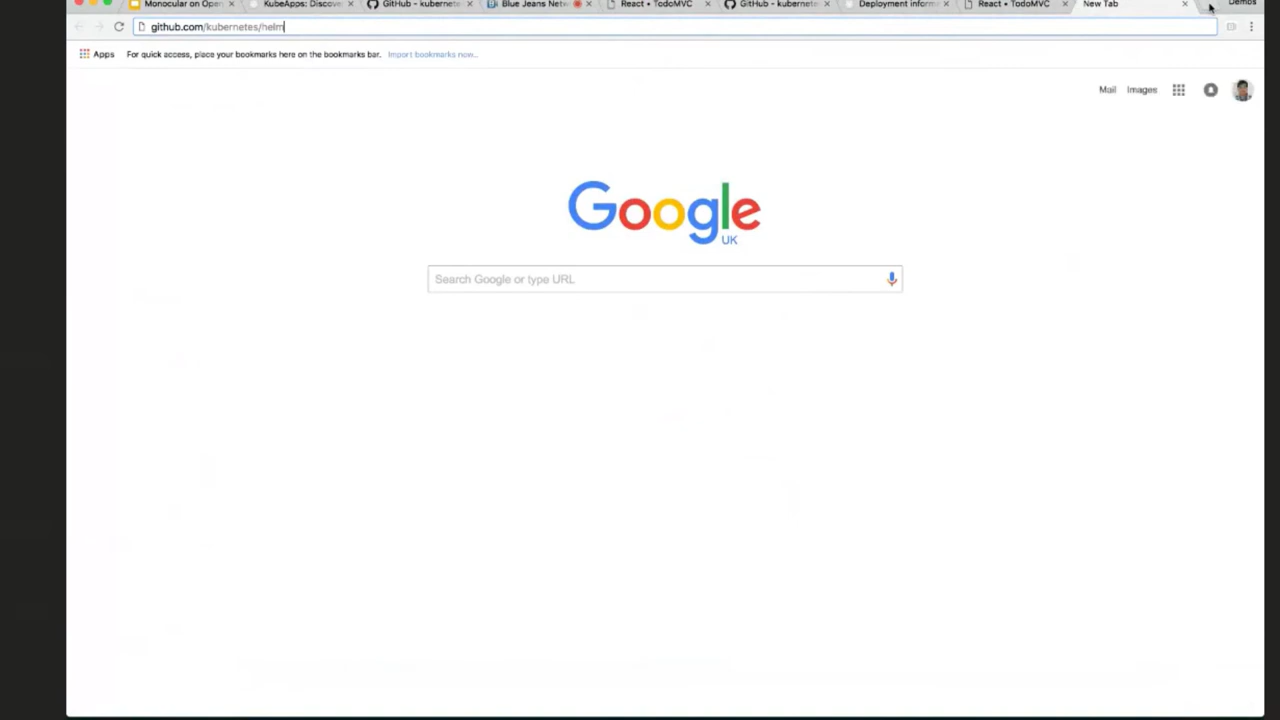 Monocular on Open
KubeApps: Discove
GitHub - kubernete
Blue Jeans Netw
React • TodoMVC
GitHub - kubernete
Deployment inform
React • TodoMVC
New Tab
Demos
github.com/kubernetes/helm
Apps For quick access, place your bookmarks here on the bookmarks bar. Import bookmarks now...
Mail Images
Google
UK
Search Google or type URL